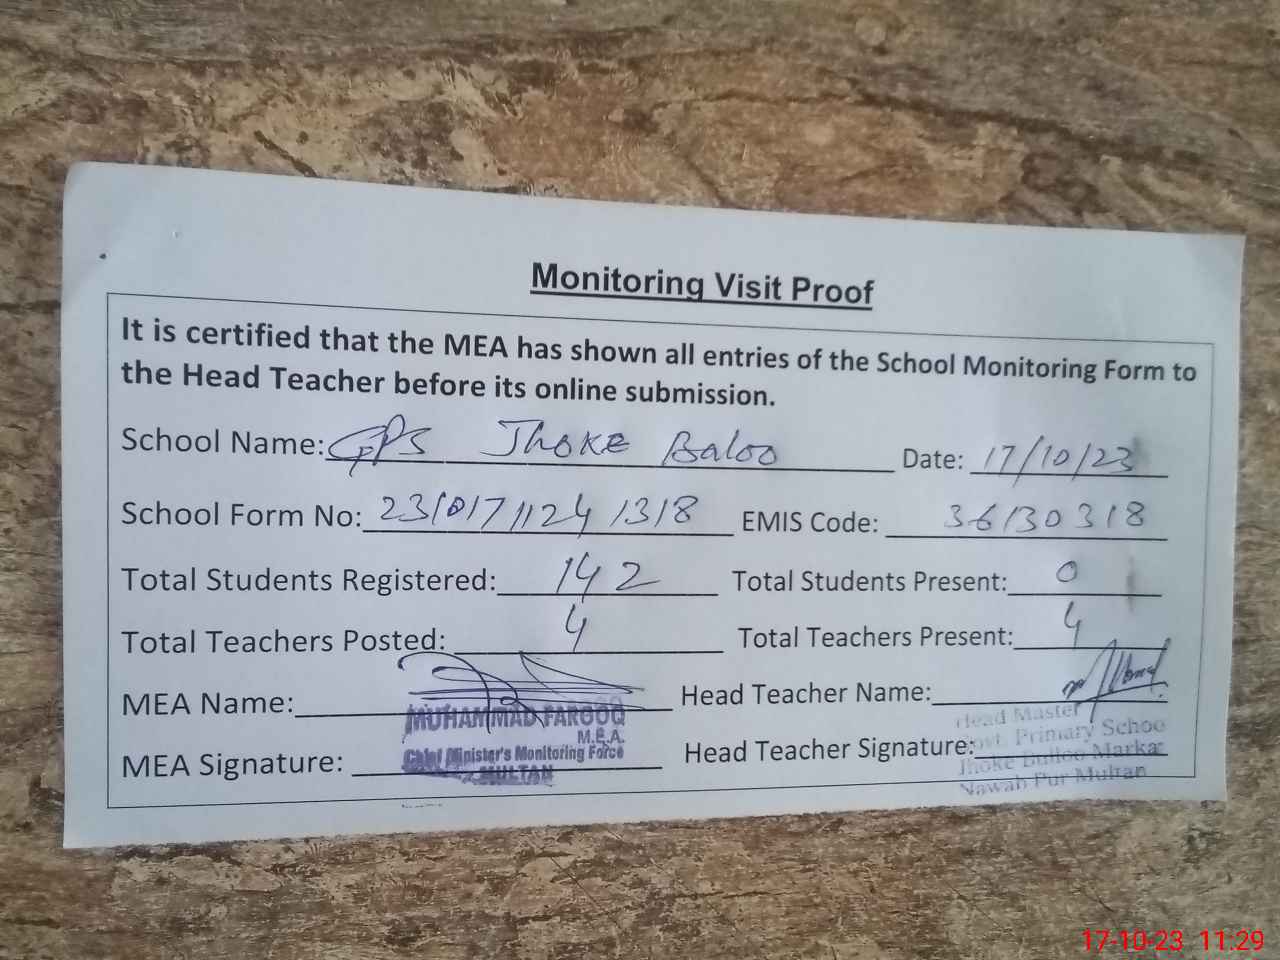 Monitoring Visit Proof
It is certified that the MEA has shown all entries of the School Monitoring Form to
the Head Teacher before its online submission.
School Name: GPS Jhoke Baloo Date: 17/10/23
School Form No: 23101711241318 EMIS Code: 36130318
Total Students Registered: 142 Total Students Present: 0
Total Teachers Posted: 4 Total Teachers Present: 4
MEA Name: Head Teacher Name:
MUHAMMAD FAROOQ
M.E.A.
Chief Minister's Monitoring Force
MULTAN
MEA Signature: Head Teacher Signature:
Head Master
Govt. Primary Schoo
Jhoke Bulloo Markaz
Nawab Pur Multan
17-10-23 11:29